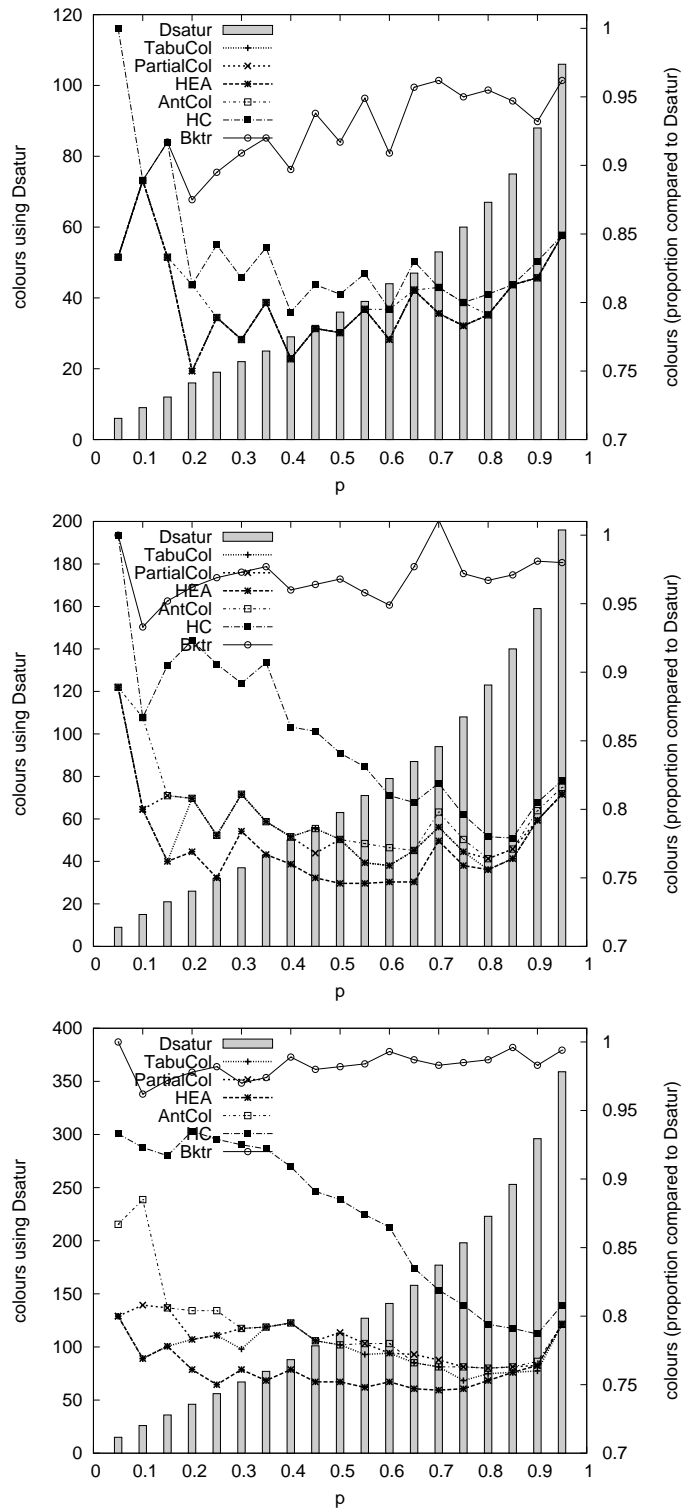 120
100
80
60
40
20
0
colours using Dsatur
Dsatur
TabuCol
PartialCol
HEA
AntCol
HC
Bktr
1
0.95
0.9
0.85
0.8
0.75
0.7
colours (proportion compared to Dsatur)
0 0.1 0.2 0.3 0.4 0.5 0.6 0.7 0.8 0.9 1
p
200
180
160
140
120
100
80
60
40
20
0
colours using Dsatur
Dsatur
TabuCol
PartialCol
HEA
AntCol
HC
Bktr
1
0.95
0.9
0.85
0.8
0.75
0.7
colours (proportion compared to Dsatur)
0 0.1 0.2 0.3 0.4 0.5 0.6 0.7 0.8 0.9 1
p
400
350
300
250
200
150
100
50
0
colours using Dsatur
Dsatur
TabuCol
PartialCol
HEA
AntCol
HC
Bktr
1
0.95
0.9
0.85
0.8
0.75
0.7
colours (proportion compared to Dsatur)
0 0.1 0.2 0.3 0.4 0.5 0.6 0.7 0.8 0.9 1
p